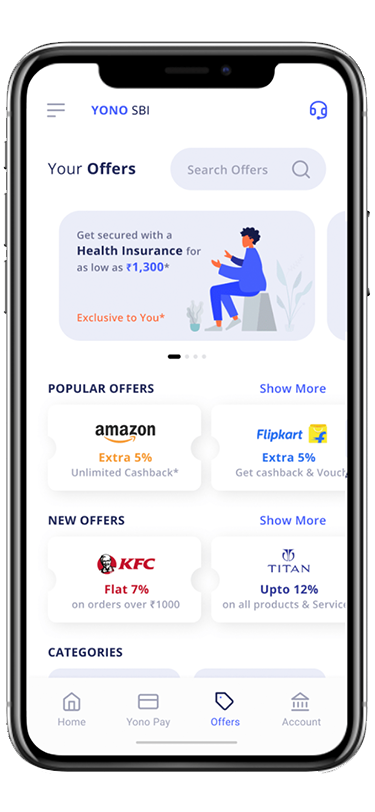 YONO SBI
Your Offers
Search Offers
Get secured with a
Health Insurance for
as low as ₹1,300*
Exclusive to You*
POPULAR OFFERS
Show More
amazon
Extra 5%
Unlimited Cashback*
Flipkart
Extra 5%
Get cashback & Vouch
NEW OFFERS
Show More
KFC
Flat 7%
on orders over ₹1000
TITAN
Upto 12%
on all products & Service
CATEGORIES
Home
Yono Pay
Offers
Account